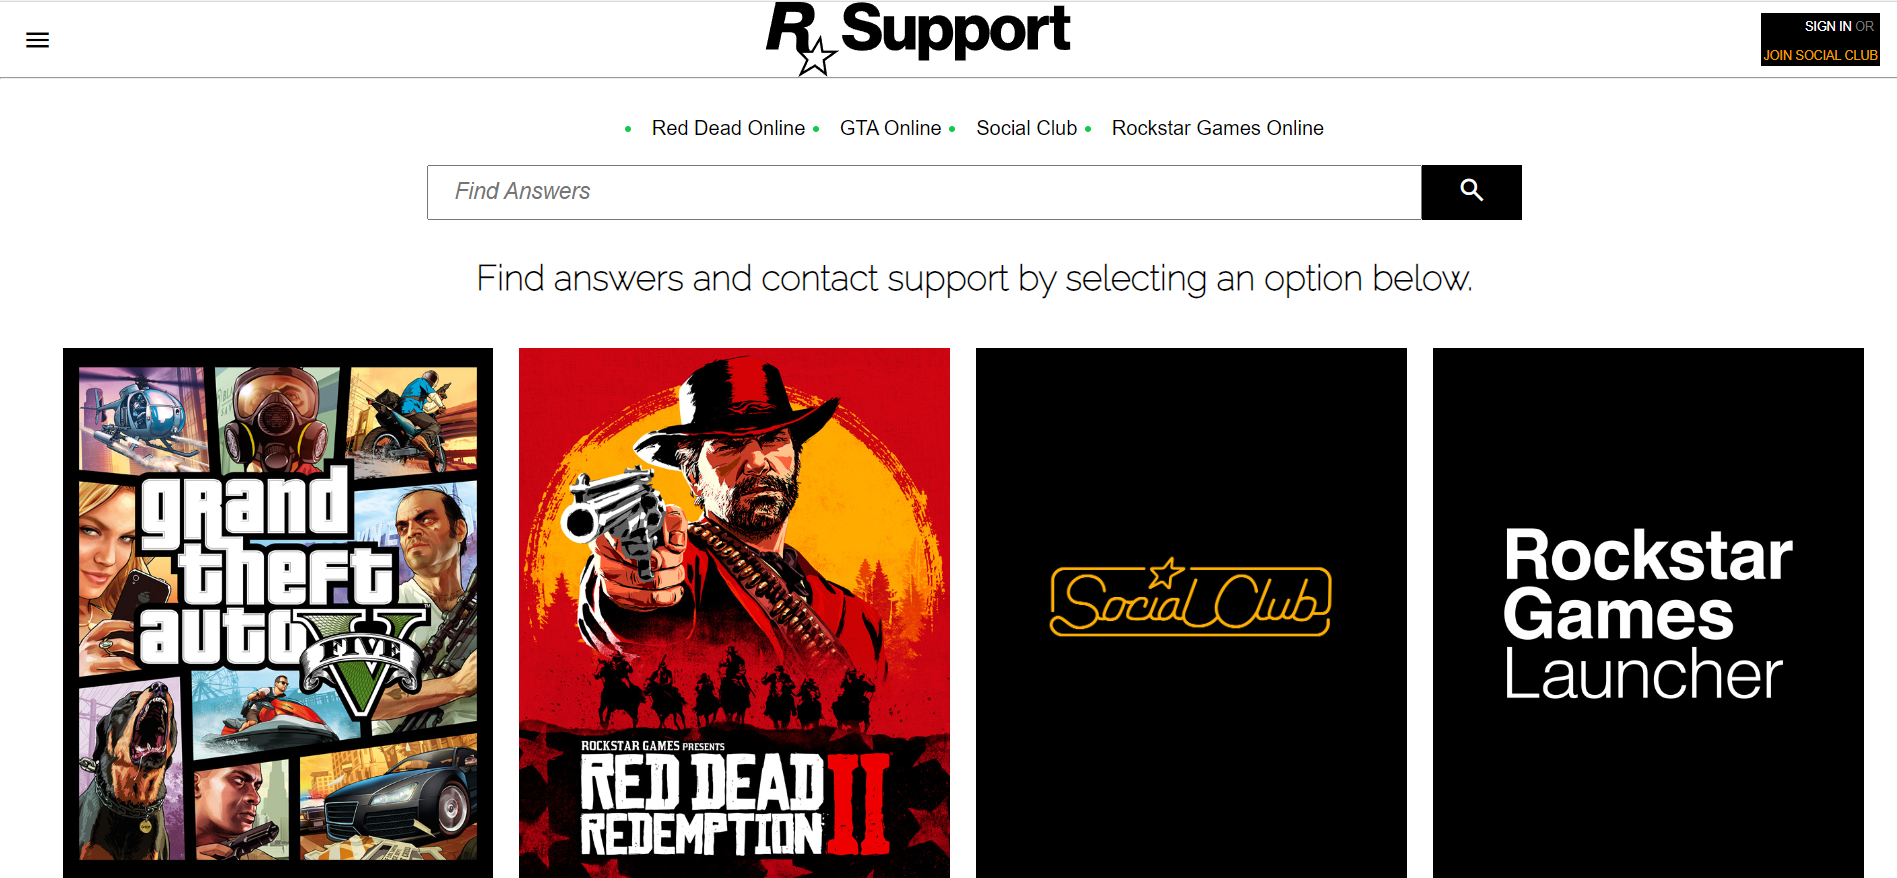 R Support
SIGN IN OR
JOIN SOCIAL CLUB
Red Dead Online
GTA Online
Social Club
Rockstar Games Online
Find Answers
Find answers and contact support by selecting an option below.
grand
theft
auto V
FIVE
ROCKSTAR GAMES PRESENTS
RED DEAD
REDEMPTION II
Social Club
Rockstar
Games
Launcher